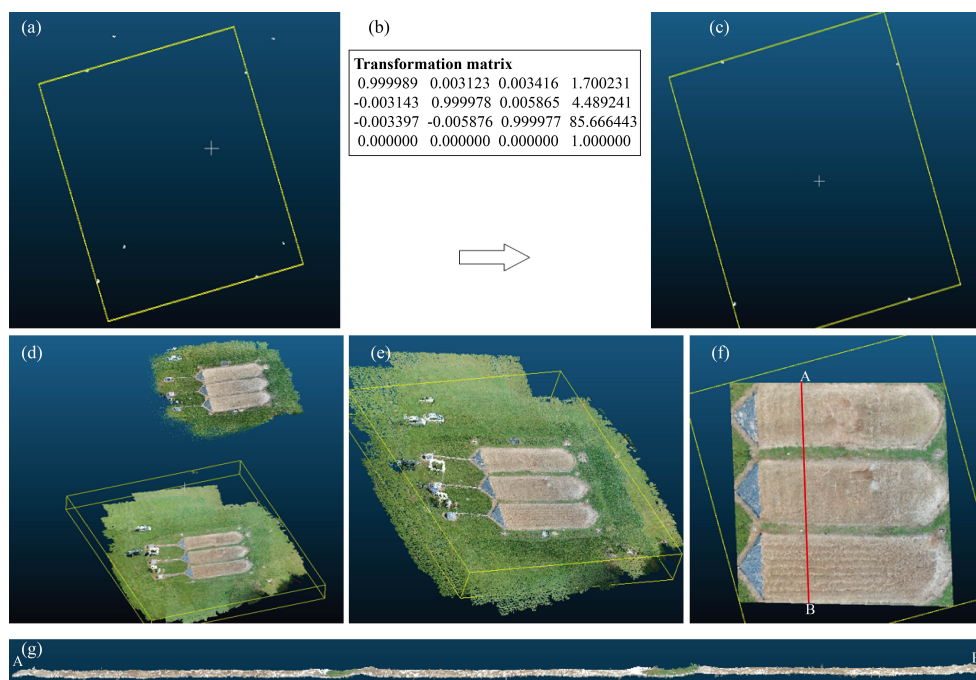 (a)
(b)
Transformation matrix
0.999989 0.003123 0.003416 1.700231
-0.003143 0.999978 0.005865 4.489241
-0.003397 -0.005876 0.999977 85.666443
0.000000 0.000000 0.000000 1.000000
(c)
(d)
(e)
(f)
A
B
(g)
A